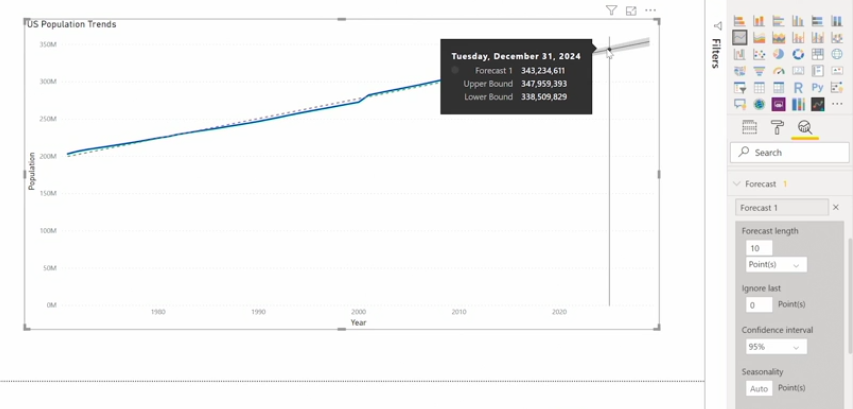 US Population Trends
350M
300M
250M
200M
150M
100M
50M
0M
Population
1980
1990
2000
2010
2020
Year
Tuesday, December 31, 2024
Forecast 1 343,234,611
Upper Bound 347,959,393
Lower Bound 338,509,829
Filters
R
Py
Search
Forecast 1
Forecast 1
Forecast length
10
Point(s)
Ignore last
0 Point(s)
Confidence interval
95%
Seasonality
Auto Point(s)